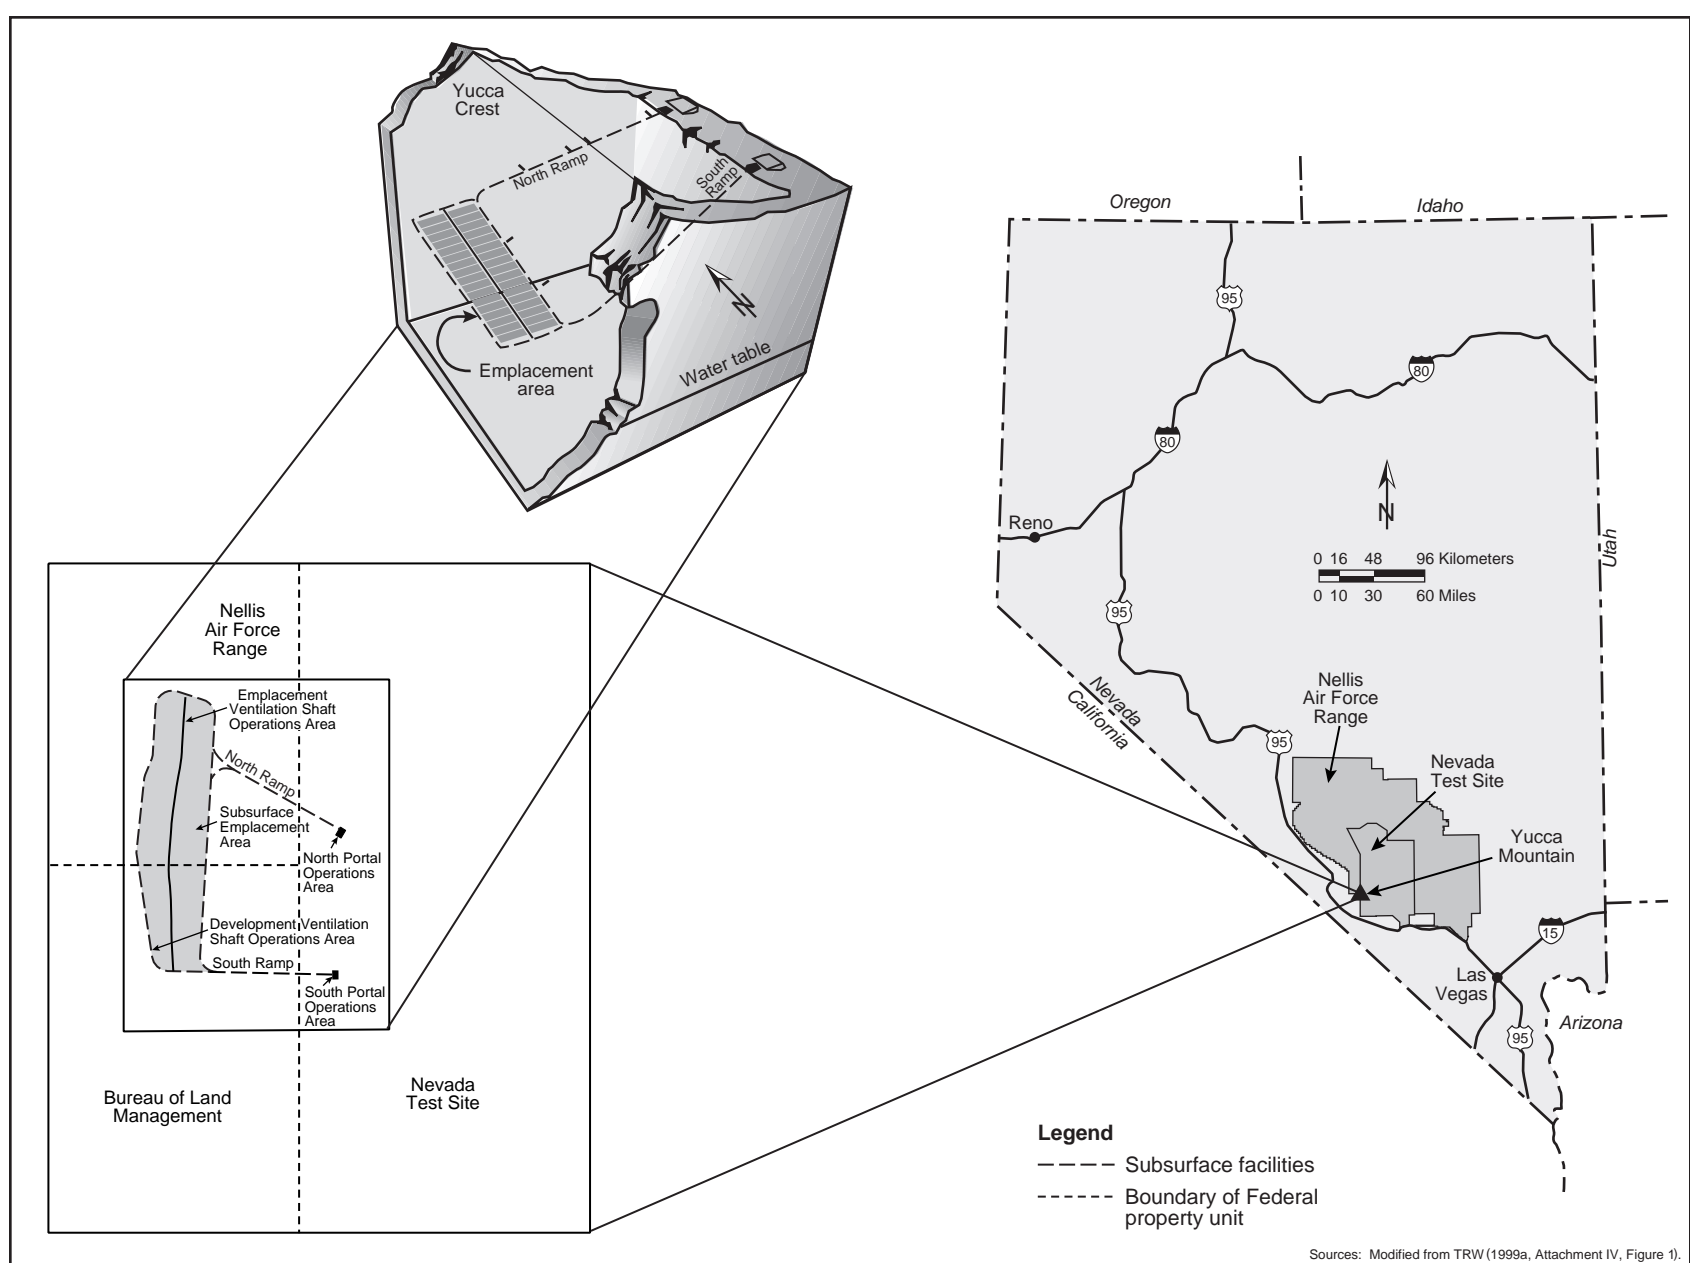 Yucca
Crest
North Ramp
South
Ramp
N
Water table
Emplacement
area
Nellis
Air Force
Range
Emplacement
Ventilation Shaft
Operations Area
North Ramp
Subsurface
Emplacement
Area
North Portal
Operations
Area
Development Ventilation
Shaft Operations Area
South Ramp
South Portal
Operations
Area
Bureau of Land
Management
Nevada
Test Site
Oregon
Idaho
95
80
80
Reno
N
Utah
0 16 48 96 Kilometers
0 10 30 60 Miles
95
Nevada
California
Nellis
Air Force
Range
95
Nevada
Test Site
Yucca
Mountain
15
Las
Vegas
Arizona
95
Legend
Subsurface facilities
Boundary of Federal
property unit
Sources: Modified from TRW (1999a, Attachment IV, Figure 1).